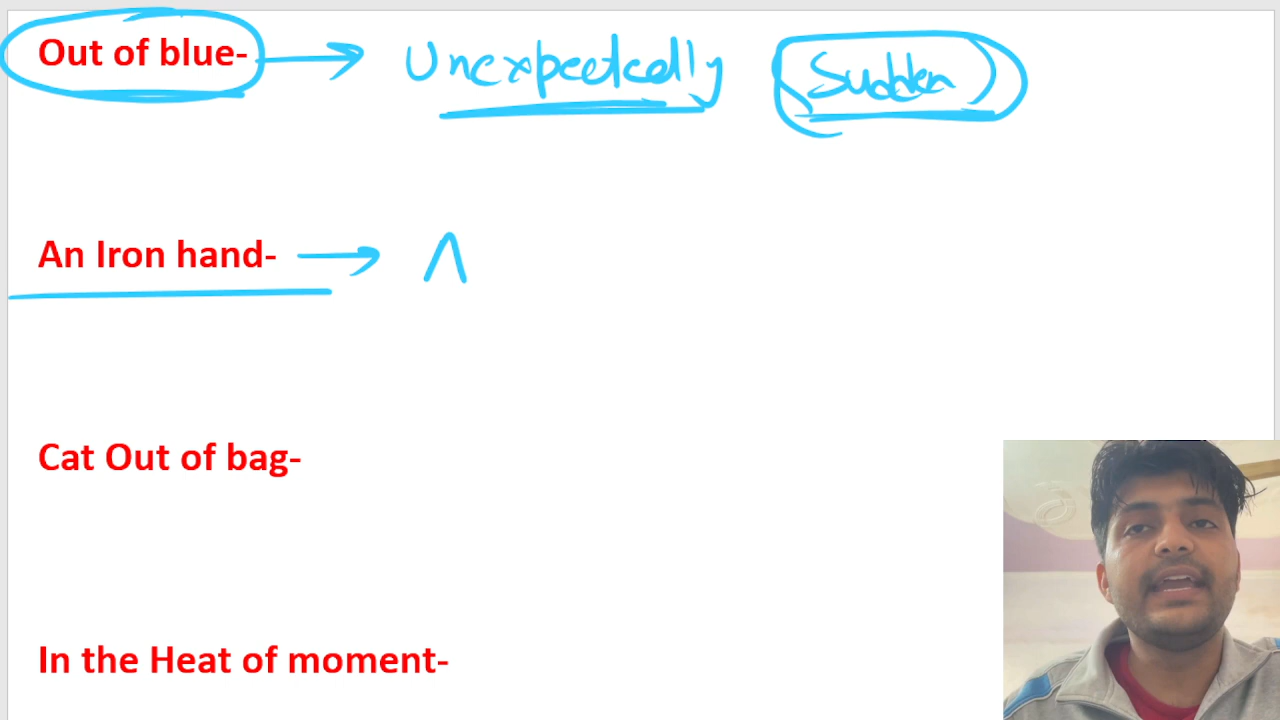 Out of blue- → Unexpectedly (Sudden)
An Iron hand- → A
Cat Out of bag-
In the Heat of moment-